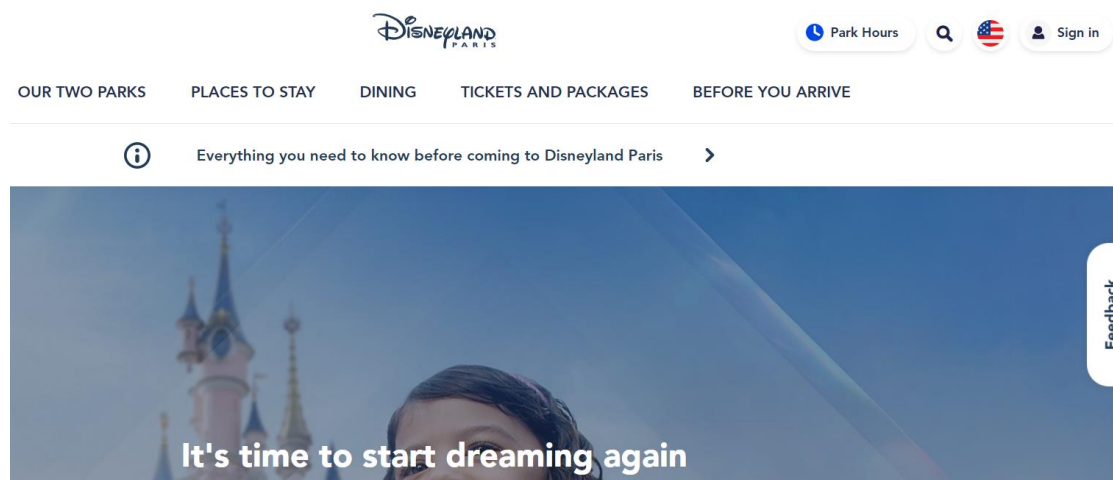 DISNEYLAND
PARIS
Park Hours
Sign in
OUR TWO PARKS PLACES TO STAY DINING TICKETS AND PACKAGES BEFORE YOU ARRIVE
Everything you need to know before coming to Disneyland Paris
Feedback
It's time to start dreaming again